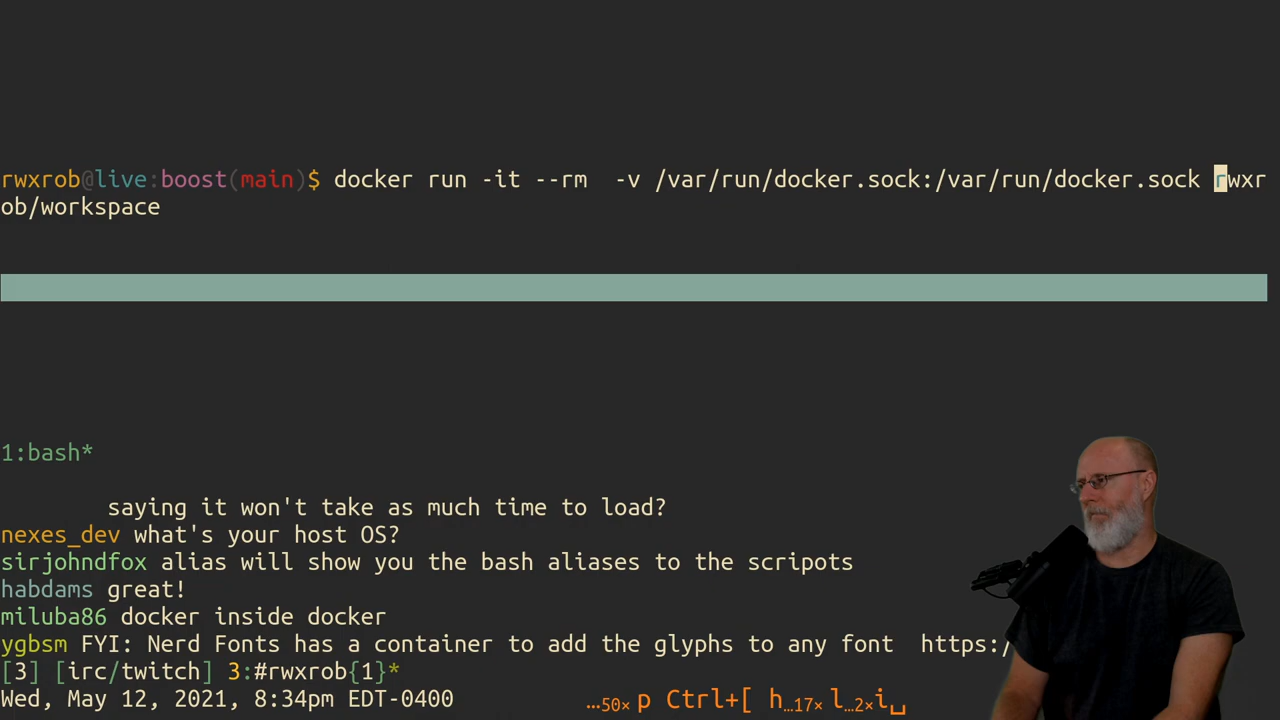 rwxrob@live:boost(main)$ docker run -it --rm  -v /var/run/docker.sock:/var/run/docker.sock rwxr
ob/workspace
1:bash*
saying it won't take as much time to load?
nexes_dev what's your host OS?
sirjohndfox alias will show you the bash aliases to the scripots
habdams great!
miluba86 docker inside docker
ygbsm FYI: Nerd Fonts has a container to add the glyphs to any font  https:/
[3] [irc/twitch] 3:#rwxrob{1}*
Wed, May 12, 2021, 8:34pm EDT-0400 …50× p Ctrl+[ h…17× l…2× i␣